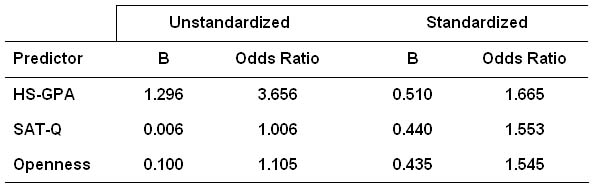 Unstandardized Standardized
Predictor B Odds Ratio B Odds Ratio
HS-GPA 1.296 3.656 0.510 1.665
SAT-Q 0.006 1.006 0.440 1.553
Openness 0.100 1.105 0.435 1.545